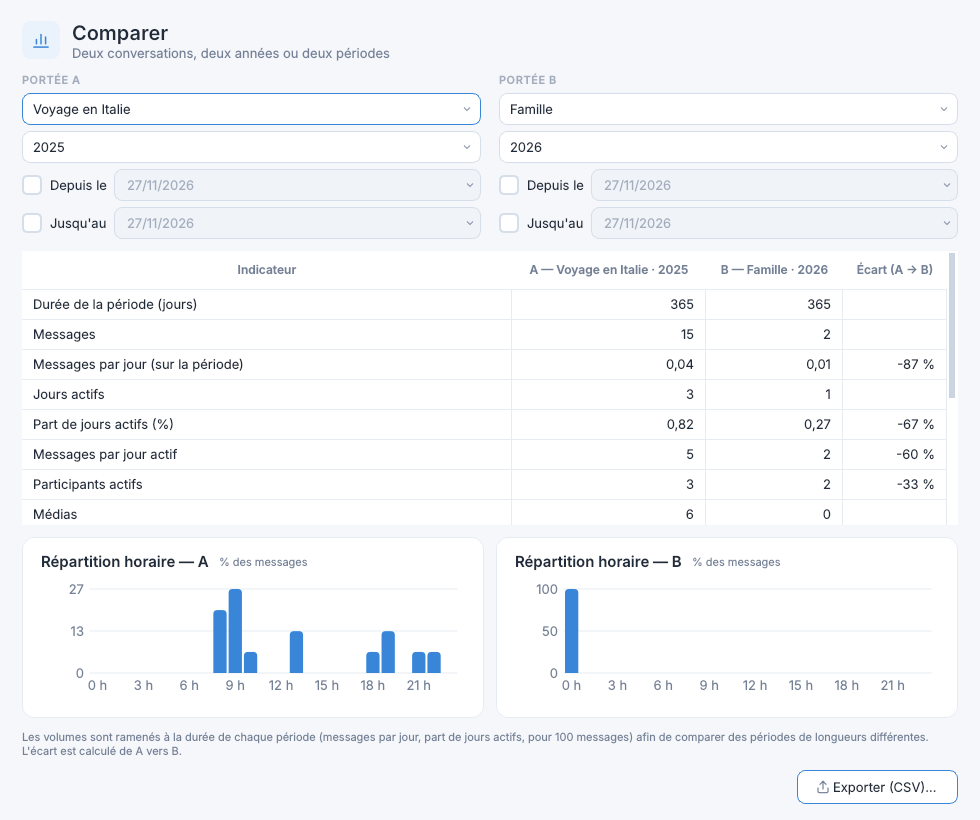 Comparer
Deux conversations, deux années ou deux périodes
PORTÉE A
PORTÉE B
Voyage en Italie
Famille
2025
2026
Depuis le 27/11/2026
Depuis le 27/11/2026
Jusqu'au 27/11/2026
Jusqu'au 27/11/2026
Indicateur A — Voyage en Italie · 2025 B — Famille · 2026 Écart (A → B)
Durée de la période (jours) 365 365
Messages 15 2
Messages par jour (sur la période) 0,04 0,01 -87 %
Jours actifs 3 1
Part de jours actifs (%) 0,82 0,27 -67 %
Messages par jour actif 5 2 -60 %
Participants actifs 3 2 -33 %
Médias 6 0
Répartition horaire — A % des messages
27
13
0
0 h 3 h 6 h 9 h 12 h 15 h 18 h 21 h
Répartition horaire — B % des messages
100
50
0
0 h 3 h 6 h 9 h 12 h 15 h 18 h 21 h
Les volumes sont ramenés à la durée de chaque période (messages par jour, part de jours actifs, pour 100 messages) afin de comparer des périodes de longueurs différentes.
L'écart est calculé de A vers B.
Exporter (CSV)...